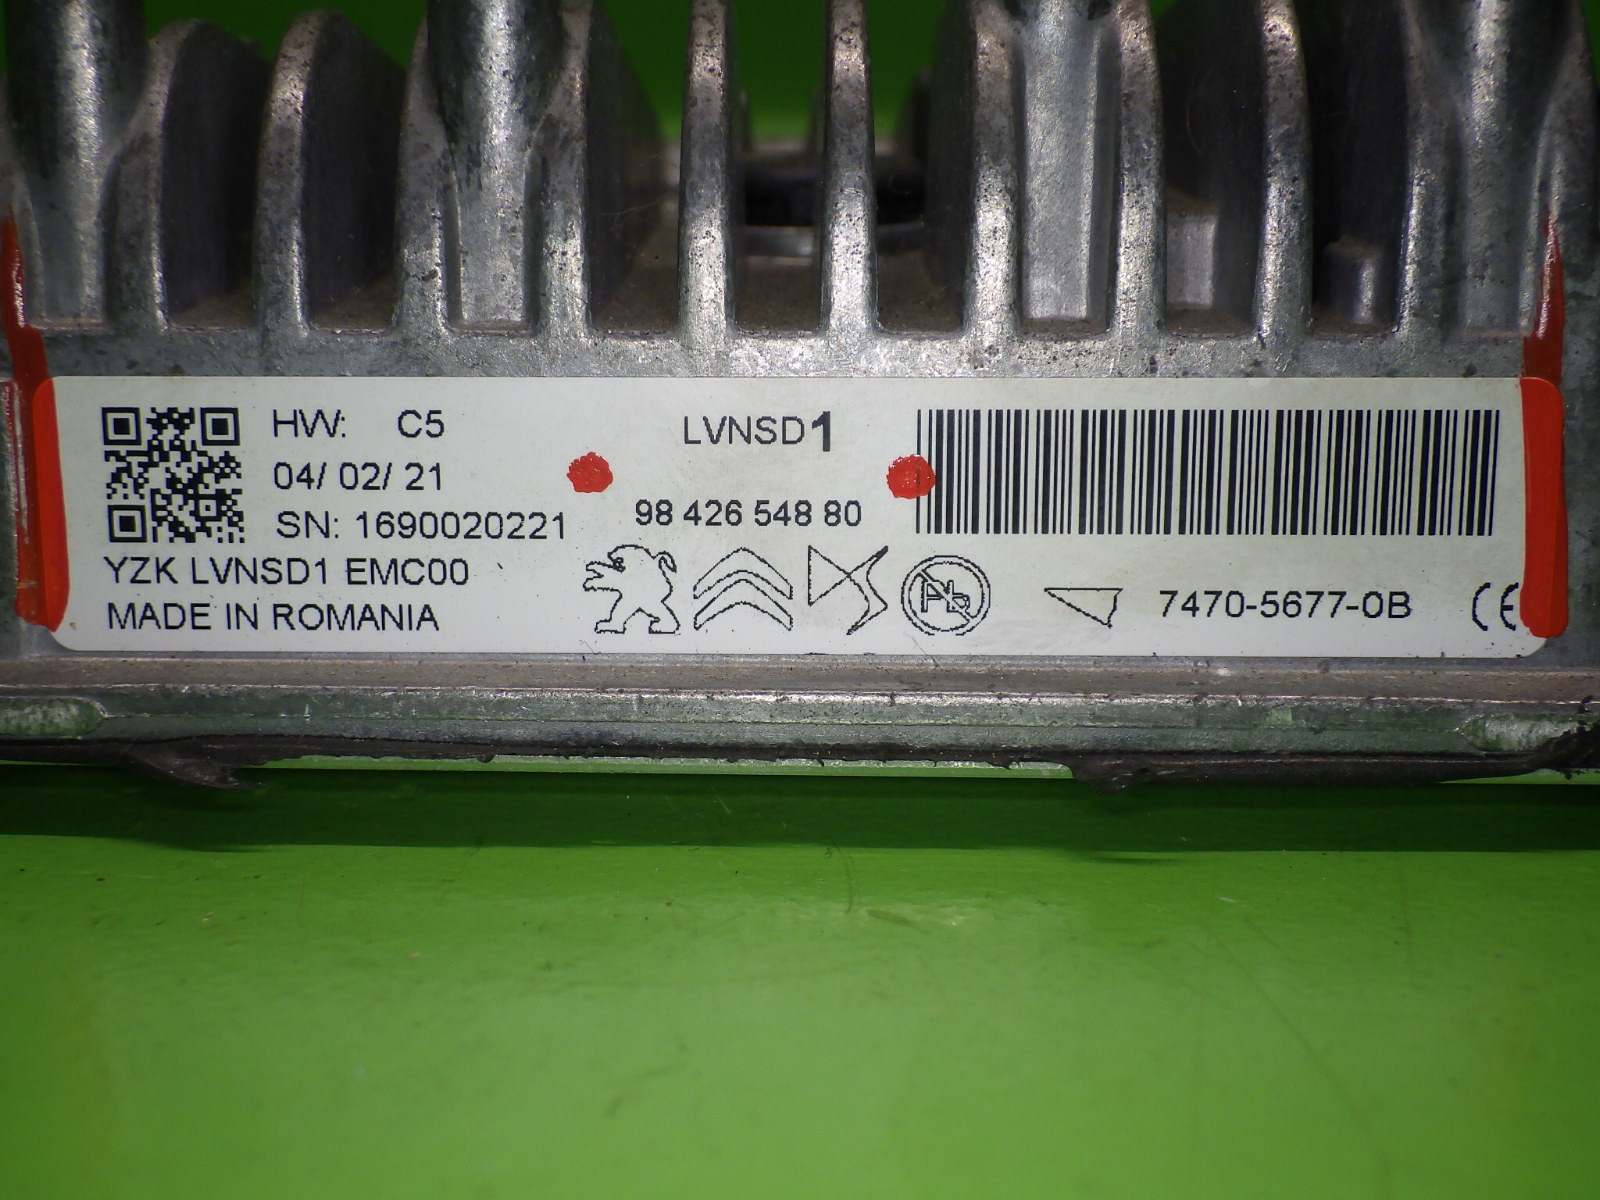 HW: C5
04/ 02/ 21
SN: 1690020221
YZK LVNSD1 EMC00
MADE IN ROMANIA
LVNSD1
98 426 548 80
Pb
7470-5677-0B
CE